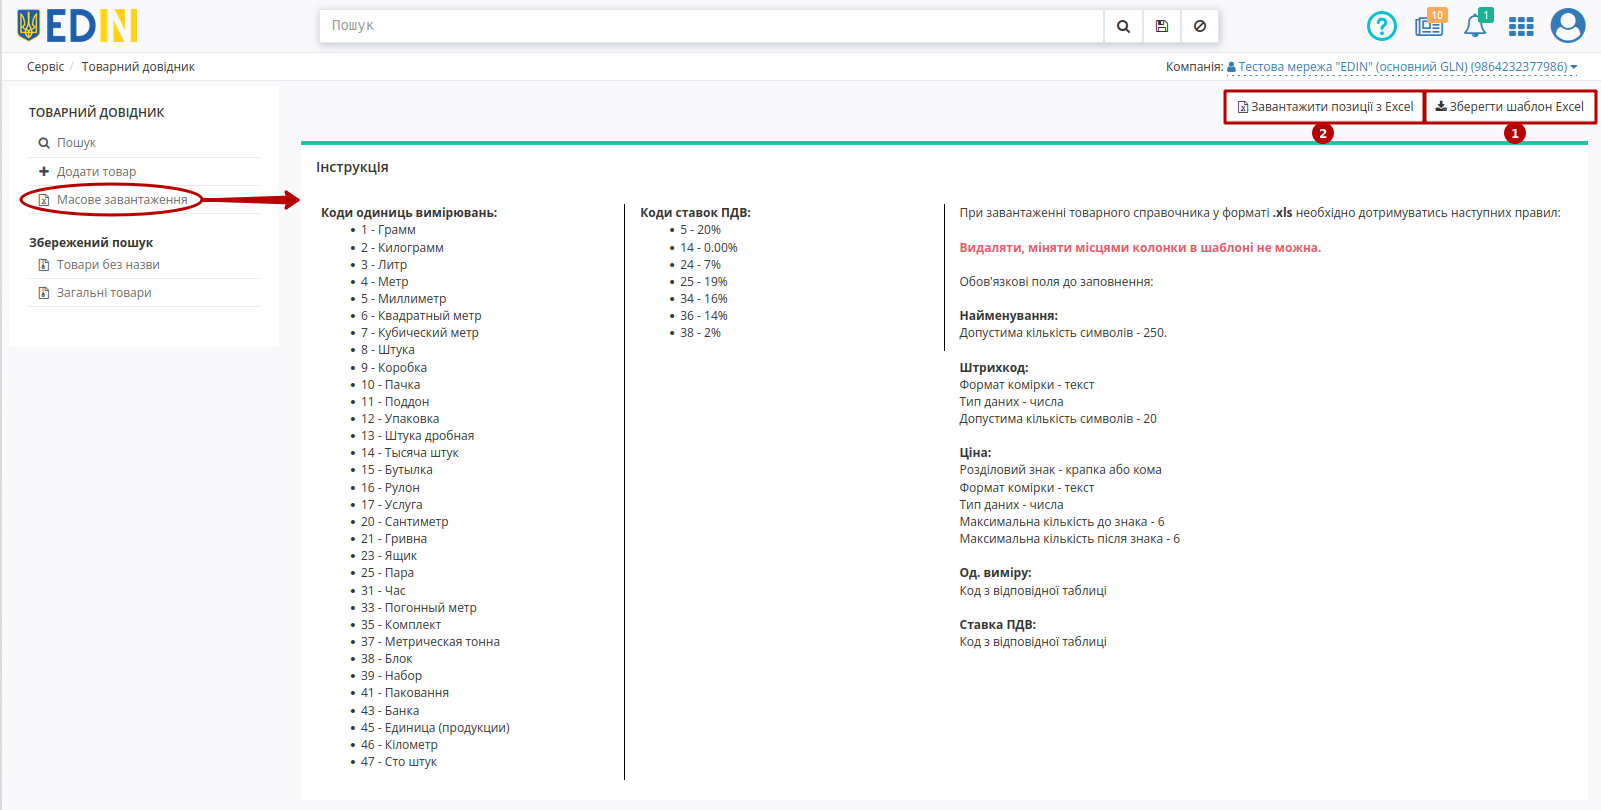 EDIN
Пошук
10
1
Сервіс / Товарний довідник
Компанія: Тестова мережа "EDIN" (основний GLN) (9864232377986)
ТОВАРНИЙ ДОВІДНИК
Пошук
Додати товар
Масове завантаження
Збережений пошук
Товари без назви
Загальні товари
Завантажити позиції з Excel
Зберегти шаблон Excel
2
1
Інструкція
Коди одиниць вимірювань:
1 - Грамм
2 - Килограмм
3 - Литр
4 - Метр
5 - Миллиметр
6 - Квадратный метр
7 - Кубический метр
8 - Штука
9 - Коробка
10 - Пачка
11 - Поддон
12 - Упаковка
13 - Штука дробная
14 - Тысяча штук
15 - Бутылка
16 - Рулон
17 - Услуга
20 - Сантиметр
21 - Гривна
23 - Ящик
25 - Пара
31 - Час
33 - Погонный метр
35 - Комплект
37 - Метрическая тонна
38 - Блок
39 - Набор
41 - Паковання
43 - Банка
45 - Единица (продукции)
46 - Кілометр
47 - Сто штук
Коди ставок ПДВ:
5 - 20%
14 - 0.00%
24 - 7%
25 - 19%
34 - 16%
36 - 14%
38 - 2%
При завантаженні товарного справочника у форматі .xls необхідно дотримуватись наступних правил:
Видаляти, міняти місцями колонки в шаблоні не можна.
Обов'язкові поля до заповнення:
Найменування:
Допустима кількість символів - 250.
Штрихкод:
Формат комірки - текст
Тип даних - числа
Допустима кількість символів - 20
Ціна:
Розділовий знак - крапка або кома
Формат комірки - текст
Тип даних - числа
Максимальна кількість до знака - 6
Максимальна кількість після знака - 6
Од. виміру:
Код з відповідної таблиці
Ставка ПДВ:
Код з відповідної таблиці